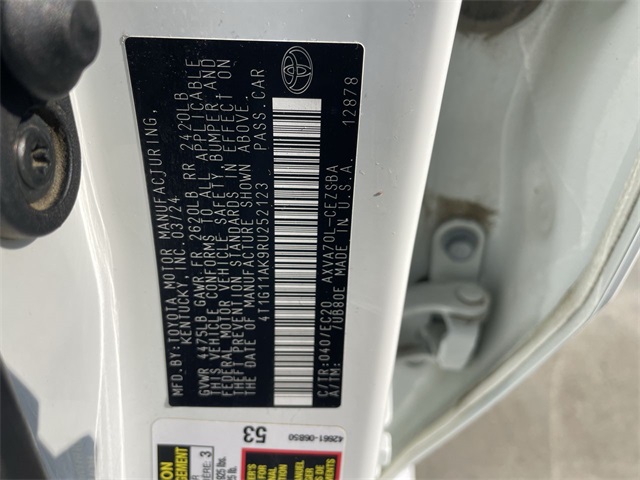 MFD. BY: TOYOTA MOTOR MANUFACTURING,
KENTUCKY, INC. 03/24
GVWR 4475LB GAWR FR 2620LB RR 2420LB
THIS VEHICLE CONFORMS TO ALL APPLICABLE
FEDERAL MOTOR VEHICLE SAFETY, BUMPER, AND
THEFT PREVENTION STANDARDS IN EFFECT ON
THE DATE OF MANUFACTURE SHOWN ABOVE.
4T1G11AK9RU252123 PASS. CAR
C/TR: 040/EC20 AXVA70L-CEZSBA
A/TM: /UB80E MADE IN U.S.A. 12878
42661-06B50
53